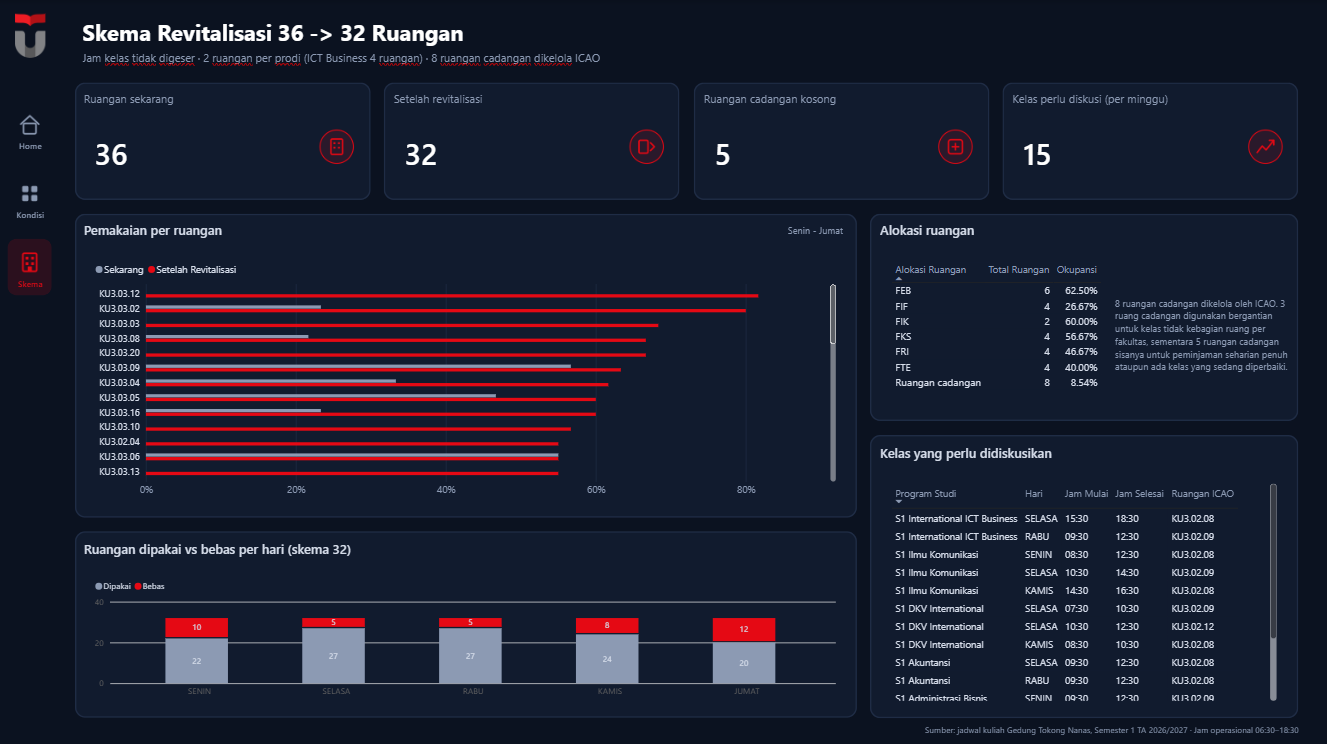 Skema Revitalisasi 36 -> 32 Ruangan
Jam kelas tidak digeser · 2 ruangan per prodi (ICT Business 4 ruangan) · 8 ruangan cadangan dikelola ICAO
Home
Kondisi
Skema
Ruangan sekarang
36
Setelah revitalisasi
32
Ruangan cadangan kosong
5
Kelas perlu diskusi (per minggu)
15
Pemakaian per ruangan
Senin - Jumat
Sekarang Setelah Revitalisasi
KU3.03.12
KU3.03.02
KU3.03.03
KU3.03.08
KU3.03.20
KU3.03.09
KU3.03.04
KU3.03.05
KU3.03.16
KU3.03.10
KU3.02.04
KU3.03.06
KU3.03.13
0% 20% 40% 60% 80%
Alokasi ruangan
Alokasi Ruangan Total Ruangan Okupansi
FEB 6 62.50%
FIF 4 26.67%
FIK 2 60.00%
FKS 4 56.67%
FRI 4 46.67%
FTE 4 40.00%
Ruangan cadangan 8 8.54%
8 ruangan cadangan dikelola oleh ICAO. 3
ruang cadangan digunakan bergantian
untuk kelas tidak kebagian ruang per
fakultas, sementara 5 ruangan cadangan
sisanya untuk peminjaman seharian penuh
ataupun ada kelas yang sedang diperbaiki.
Ruangan dipakai vs bebas per hari (skema 32)
Dipakai Bebas
40
20
0
10 5 5 8 12
22 27 27 24 20
SENIN SELASA RABU KAMIS JUMAT
Kelas yang perlu didiskusikan
Program Studi Hari Jam Mulai Jam Selesai Ruangan ICAO
S1 International ICT Business SELASA 15:30 18:30 KU3.02.08
S1 International ICT Business RABU 09:30 12:30 KU3.02.09
S1 Ilmu Komunikasi SENIN 08:30 12:30 KU3.02.08
S1 Ilmu Komunikasi SELASA 10:30 14:30 KU3.02.09
S1 Ilmu Komunikasi KAMIS 14:30 16:30 KU3.02.08
S1 DKV International SELASA 07:30 10:30 KU3.02.09
S1 DKV International SELASA 10:30 12:30 KU3.02.12
S1 DKV International KAMIS 08:30 10:30 KU3.02.08
S1 Akuntansi SELASA 09:30 12:30 KU3.02.08
S1 Akuntansi RABU 09:30 12:30 KU3.02.08
S1 Administrasi Bisnis SENIN 09:30 12:30 KU3.02.09
Sumber: jadwal kuliah Gedung Tokong Nanas, Semester 1 TA 2026/2027 · Jam operasional 06:30–18:30